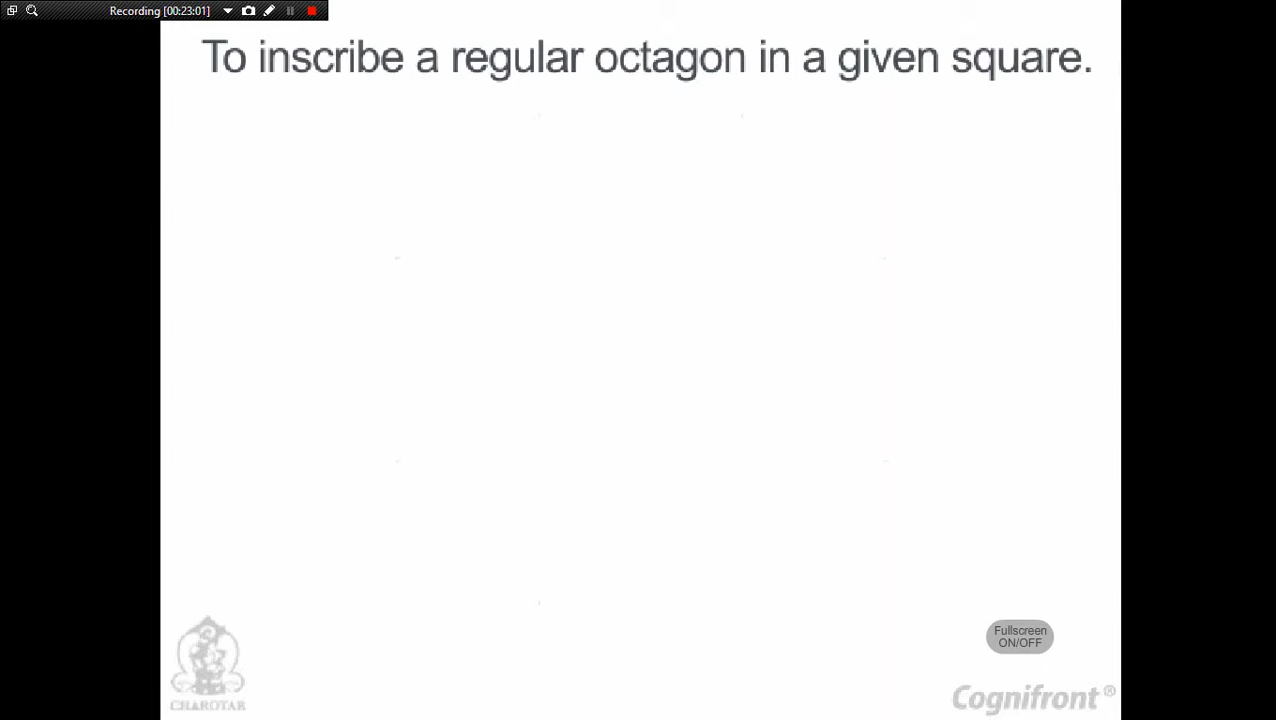 Recording [00:23:01]
To inscribe a regular octagon in a given square.
Fullscreen
ON/OFF
CHAROTAR
Cognifront ®